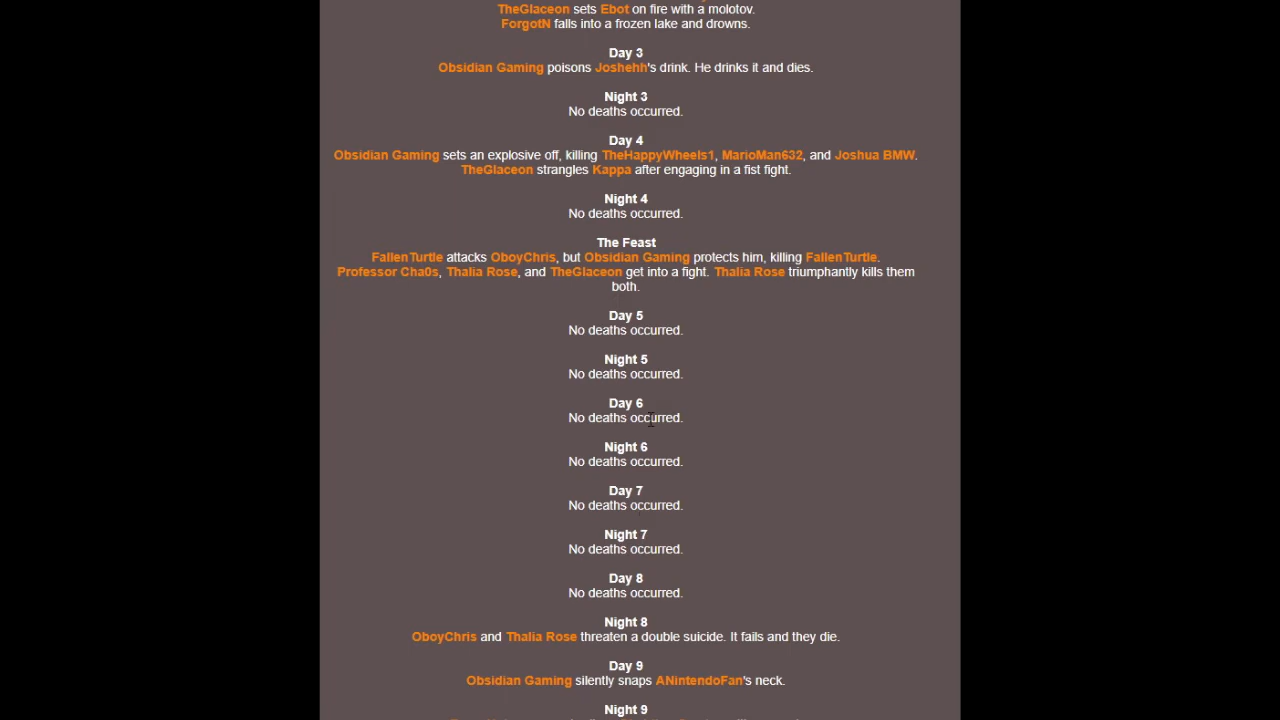 TheGlaceon sets Ebot on fire with a molotov.
ForgotN falls into a frozen lake and drowns.
Day 3
Obsidian Gaming poisons Joshehh's drink. He drinks it and dies.
Night 3
No deaths occurred.
Day 4
Obsidian Gaming sets an explosive off, killing TheHappyWheels1, MarioMan632, and Joshua BMW.
TheGlaceon strangles Kappa after engaging in a fist fight.
Night 4
No deaths occurred.
The Feast
FallenTurtle attacks OboyChris, but Obsidian Gaming protects him, killing FallenTurtle.
Professor Cha0s, Thalia Rose, and TheGlaceon get into a fight. Thalia Rose triumphantly kills them
both.
Day 5
No deaths occurred.
Night 5
No deaths occurred.
Day 6
No deaths occurred.
Night 6
No deaths occurred.
Day 7
No deaths occurred.
Night 7
No deaths occurred.
Day 8
No deaths occurred.
Night 8
OboyChris and Thalia Rose threaten a double suicide. It fails and they die.
Day 9
Obsidian Gaming silently snaps ANintendoFan's neck.
Night 9